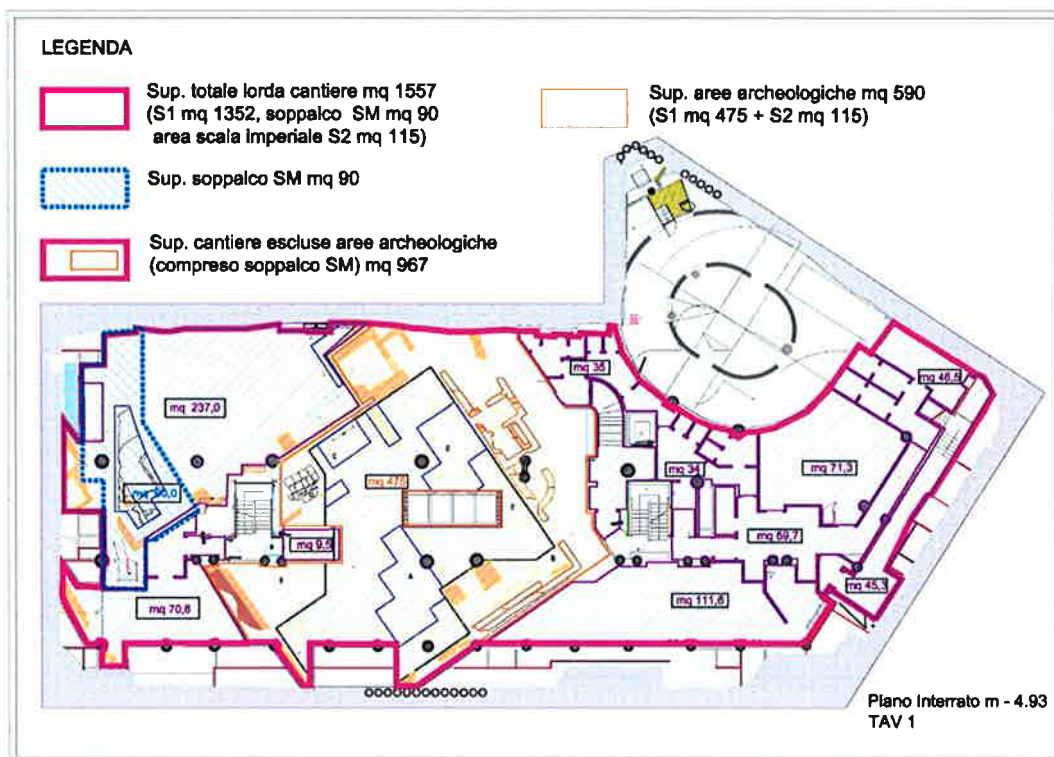 LEGENDA
Sup. totale lorda cantiere mq 1557
(S1 mq 1352, soppalco SM mq 90
area scala imperiale S2 mq 115)
Sup. aree archeologiche mq 590
(S1 mq 475 + S2 mq 115)
Sup. soppalco SM mq 90
Sup. cantiere escluse aree archeologiche
(compreso soppalco SM) mq 967
mq 35
mq 46,5
mq 237,0
mq 71,3
mq 34
mq 475
mq 90,0
mq 9,5
mq 69,7
mq 45,3
mq 70,6
mq 111,6
Piano Interrato m - 4.93
TAV 1